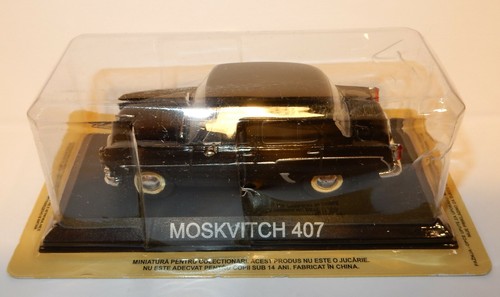 MOSKVITCH 407
MINIATURĂ PENTRU COLECŢIONARI. ACEST PRODUS NU ESTE O JUCĂRIE.
NU ESTE ADECVAT PENTRU COPII SUB 14 ANI. FABRICAT ÎN CHINA.